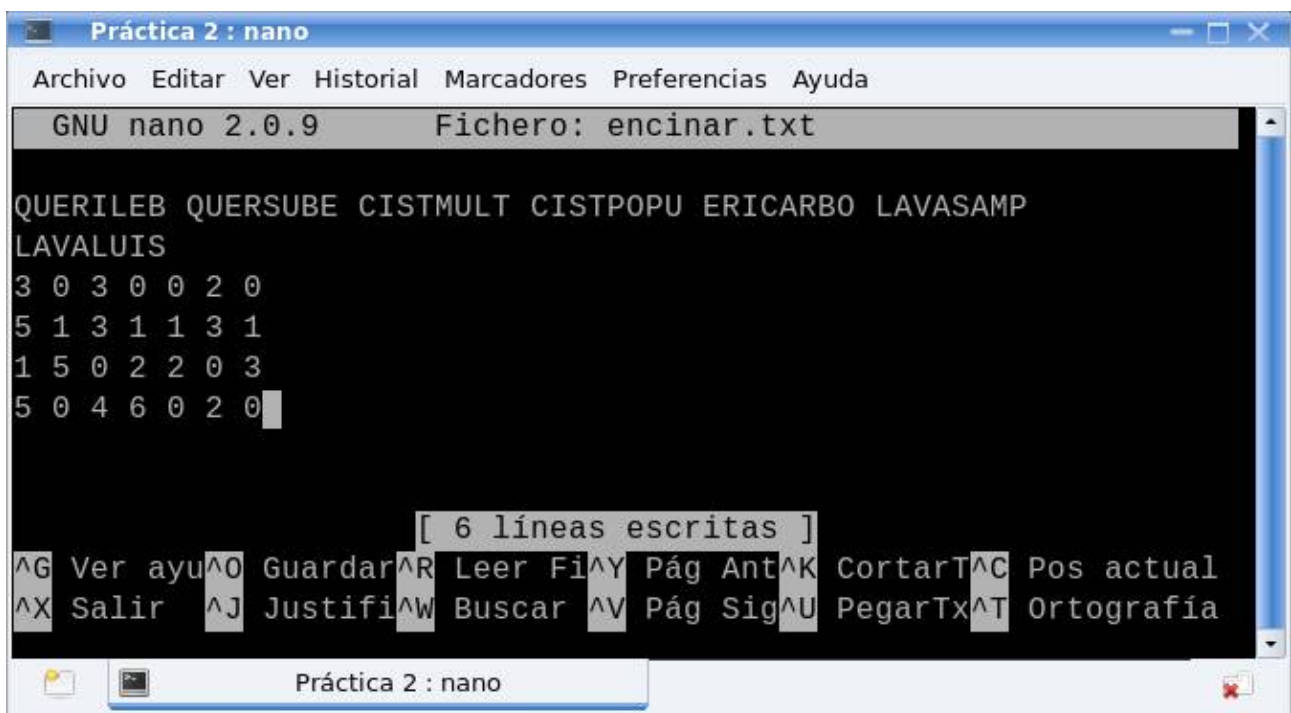 Práctica 2 : nano
Archivo Editar Ver Historial Marcadores Preferencias Ayuda
GNU nano 2.0.9 Fichero: encinar.txt
QUERILEB QUERSUBE CISTMULT CISTPOPU ERICARBO LAVASAMP
LAVALUIS
3 0 3 0 0 2 0
5 1 3 1 1 3 1
1 5 0 2 2 0 3
5 0 4 6 0 2 0
[ 6 líneas escritas ]
^G Ver ayu^O Guardar^R Leer Fi^Y Pág Ant^K CortarT^C Pos actual
^X Salir ^J Justifi^W Buscar ^V Pág Sig^U PegarTx^T Ortografía
Práctica 2 : nano